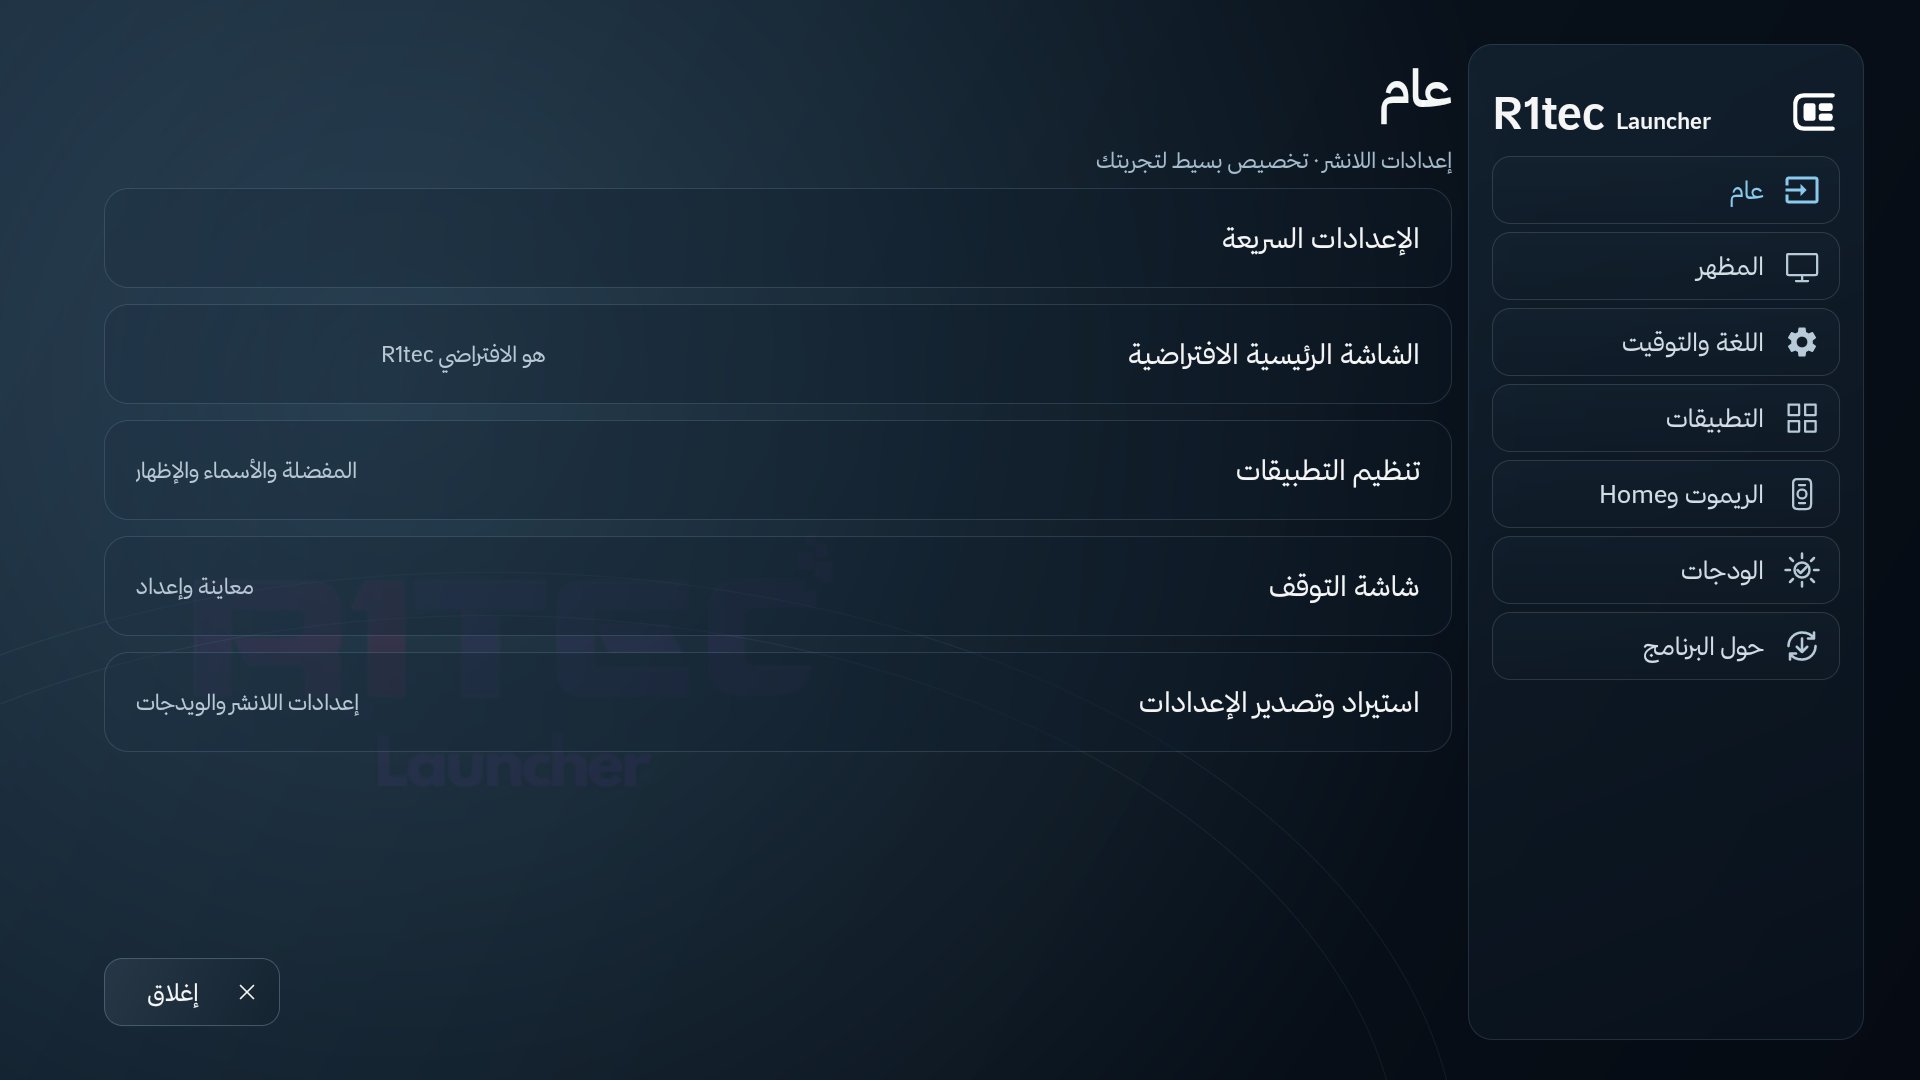 R1tec Launcher
عام
المظهر
اللغة والتوقيت
التطبيقات
الريموت وHome
الودجات
حول البرنامج
عام
إعدادات اللانشر · تخصيص بسيط لتجربتك
الإعدادات السريعة
الشاشة الرئيسية الافتراضية
R1tec هو الافتراضي
تنظيم التطبيقات
المفضلة والأسماء والإظهار
شاشة التوقف
معاينة وإعداد
استيراد وتصدير الإعدادات
إعدادات اللانشر والويدجات
R1TEC
Launcher
إغلاق